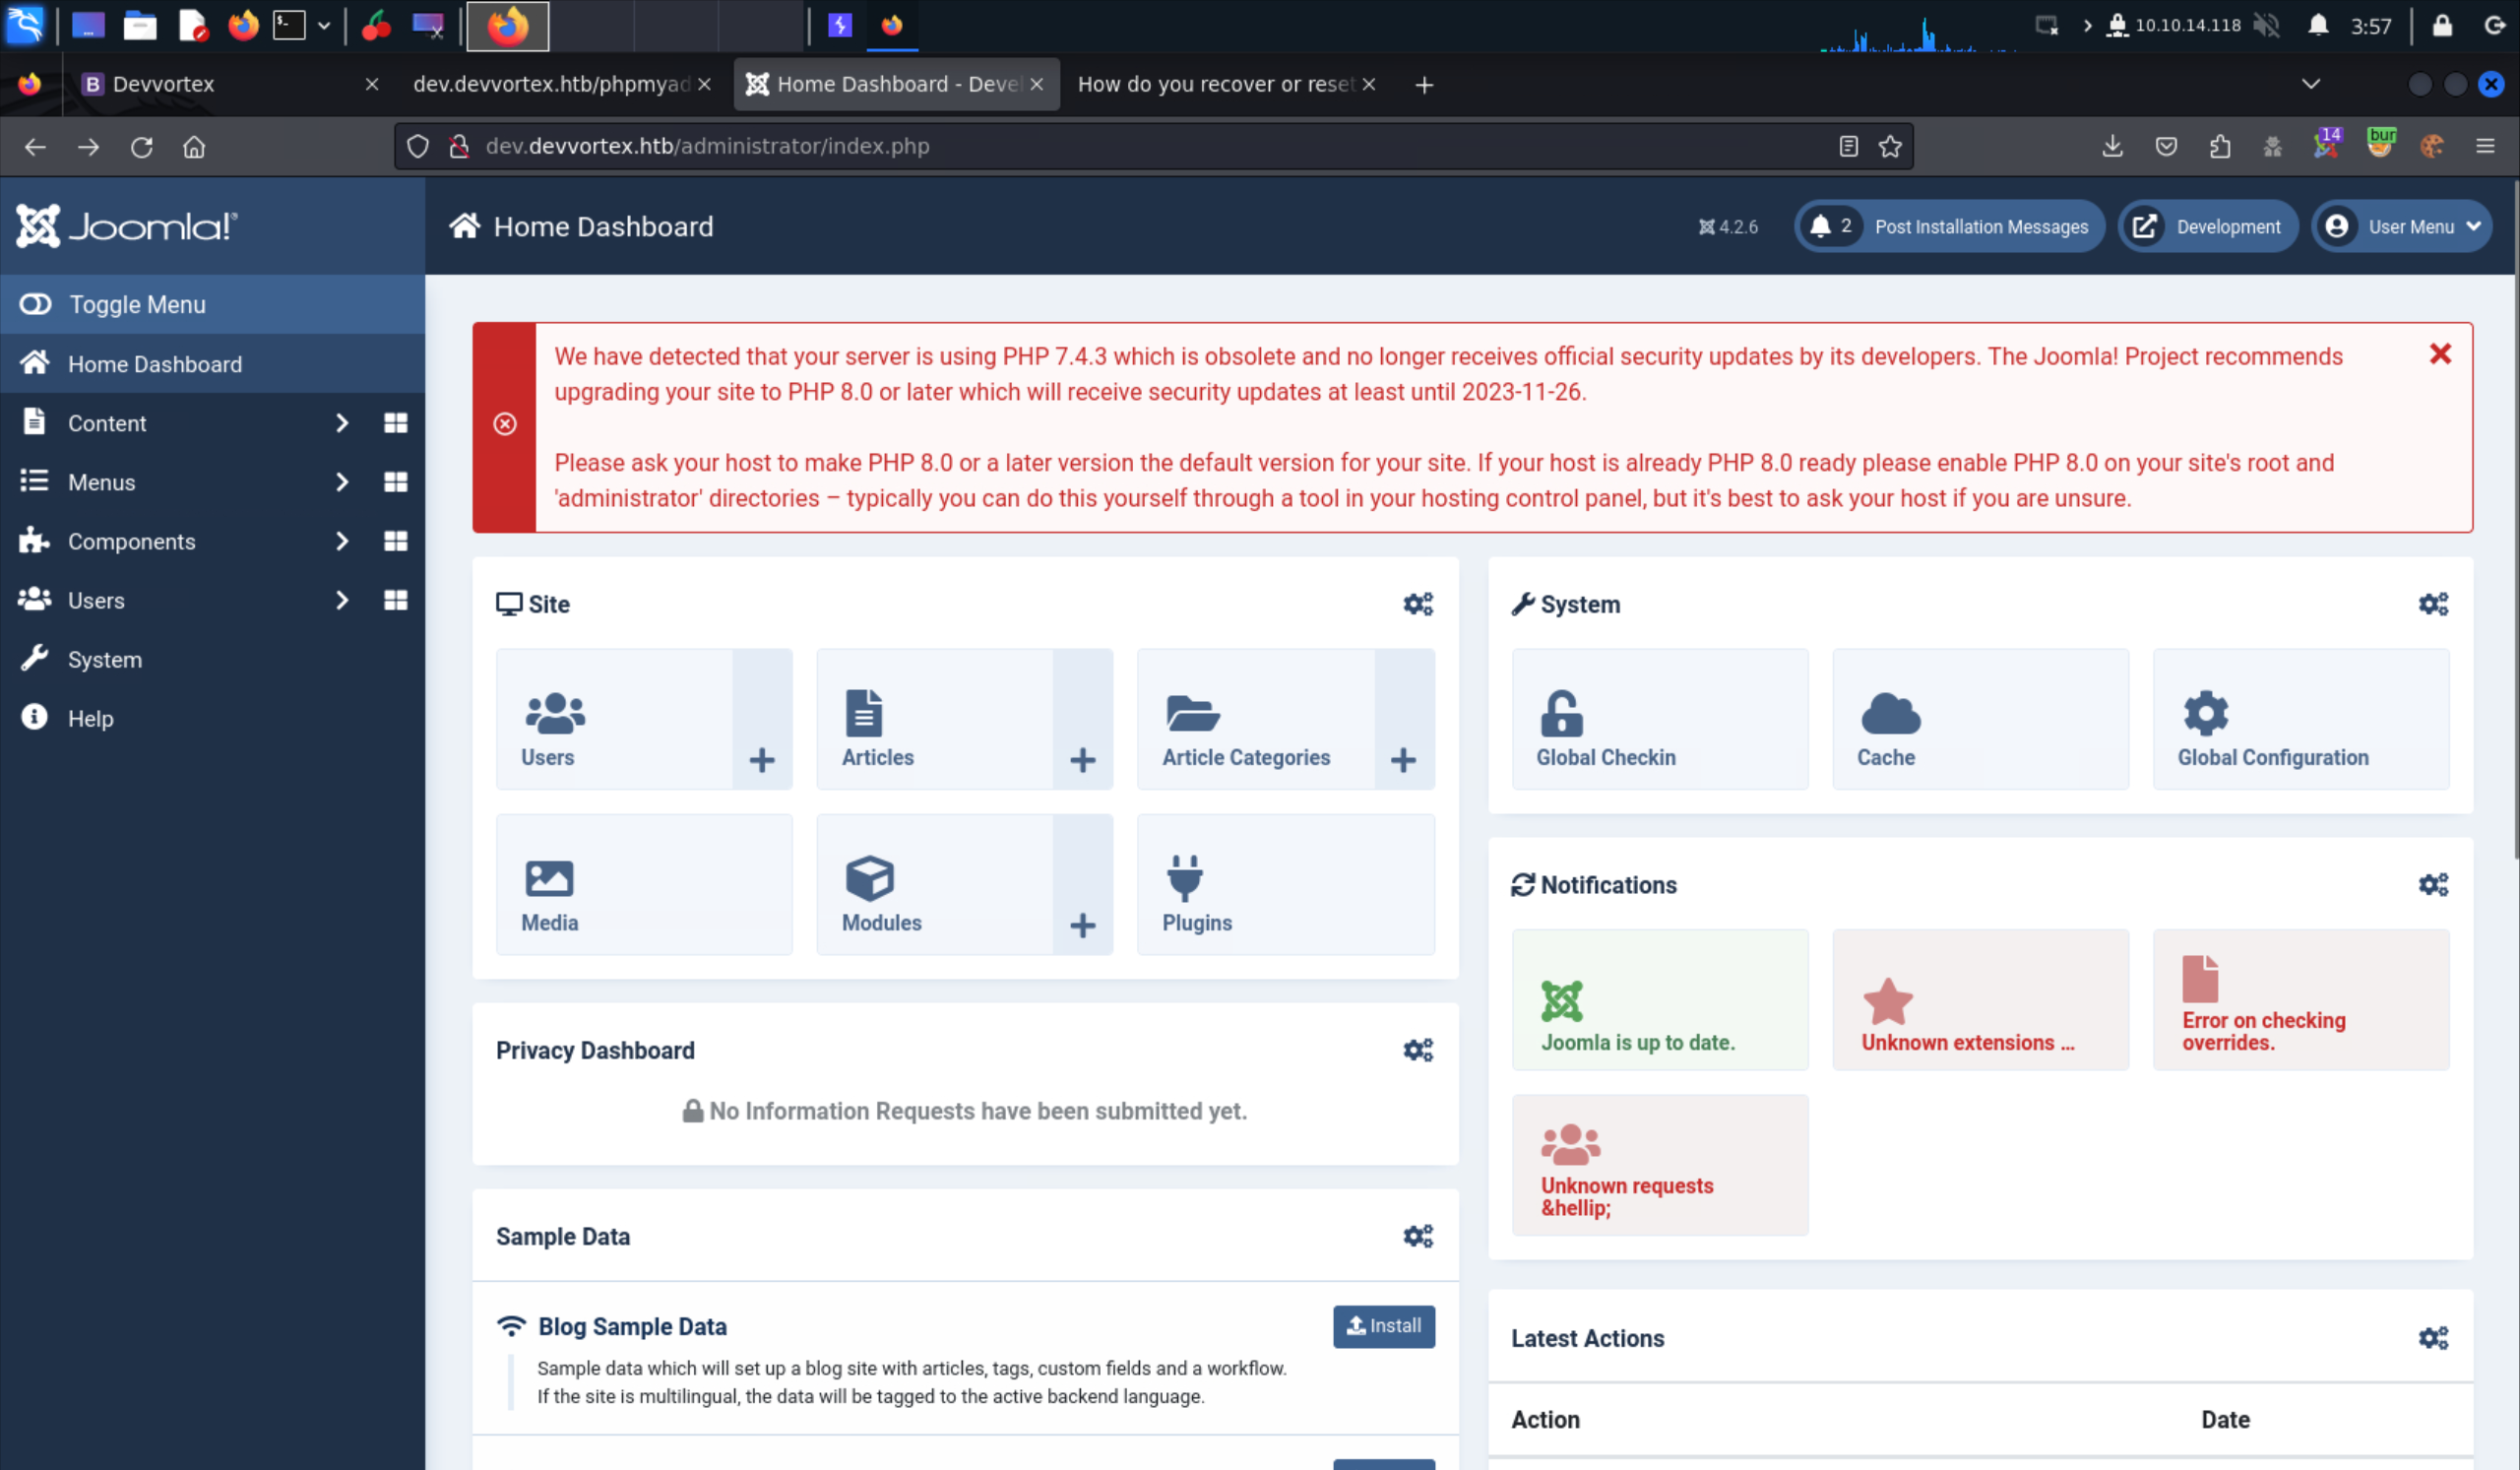 10.10.14.118
3:57
Devvortex
dev.devvortex.htb/phpmyad
Home Dashboard - Devel
How do you recover or reset
dev.devvortex.htb/administrator/index.php
14
bur
Joomla!®
Home Dashboard
4.2.6
2 Post Installation Messages
Development
User Menu
Toggle Menu
Home Dashboard
Content
Menus
Components
Users
System
Help
We have detected that your server is using PHP 7.4.3 which is obsolete and no longer receives official security updates by its developers. The Joomla! Project recommends
upgrading your site to PHP 8.0 or later which will receive security updates at least until 2023-11-26.
Please ask your host to make PHP 8.0 or a later version the default version for your site. If your host is already PHP 8.0 ready please enable PHP 8.0 on your site's root and
'administrator' directories – typically you can do this yourself through a tool in your hosting control panel, but it's best to ask your host if you are unsure.
Site
Users
Articles
Article Categories
Media
Modules
Plugins
Privacy Dashboard
No Information Requests have been submitted yet.
Sample Data
Blog Sample Data
Install
Sample data which will set up a blog site with articles, tags, custom fields and a workflow.
If the site is multilingual, the data will be tagged to the active backend language.
System
Global Checkin
Cache
Global Configuration
Notifications
Joomla is up to date.
Unknown extensions ...
Error on checking
overrides.
Unknown requests
&hellip;
Latest Actions
Action
Date